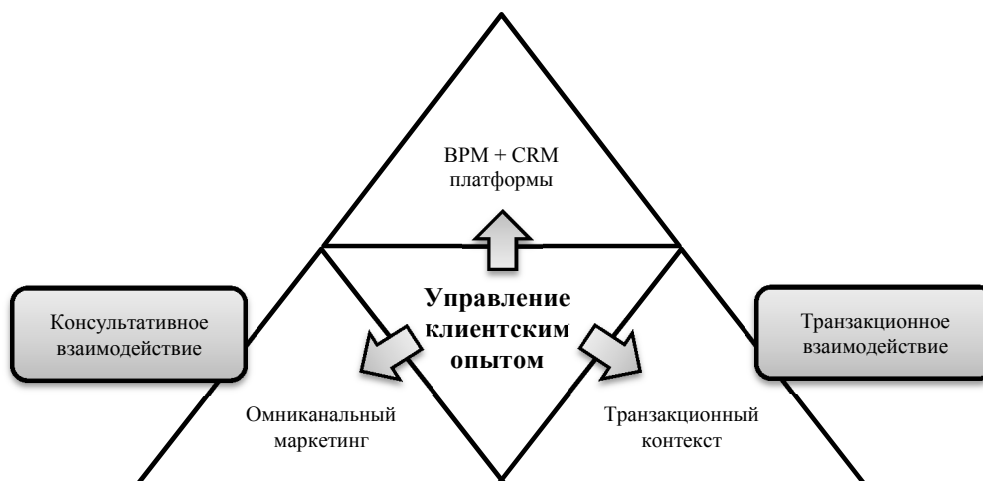 BPM + CRM
платформы
Управление
клиентским
опытом
Консультативное
взаимодействие
Транзакционное
взаимодействие
Омниканальный
маркетинг
Транзакционный
контекст